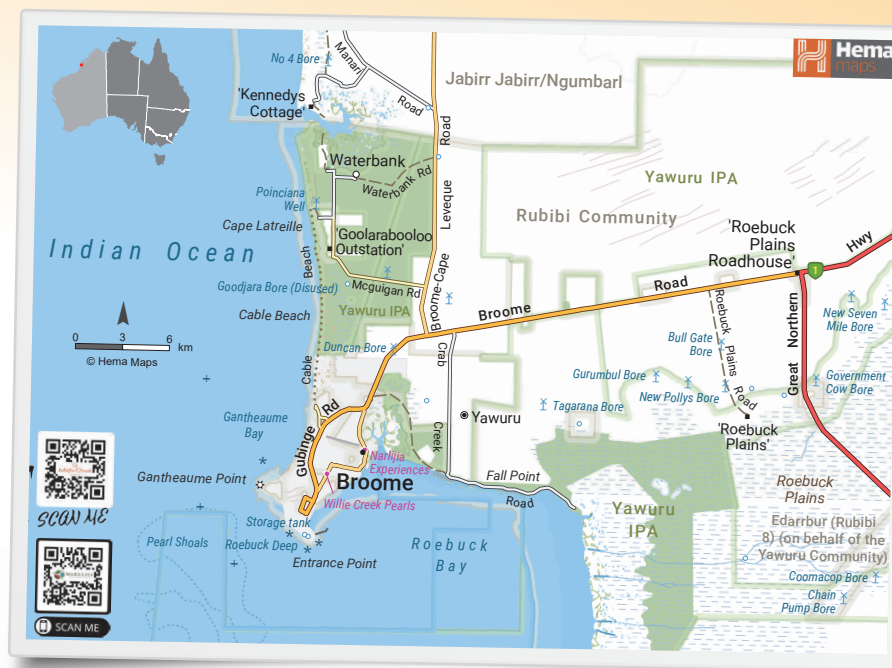 No 4 Bore
Manari
Road
'Kennedys
Cottage'
Jabirr Jabirr/Ngumbarl
Hema
maps
Road
Waterbank
Waterbank Rd
Yawuru IPA
Poinciana
Well
Leveque
Rubibi Community
Cape Latreille
'Goolarabooloo
Outstation'
'Roebuck
Plains
Roadhouse'
Hwy
1
Indian Ocean
Beach
Goodjara Bore (Disused)
Mcguigan Rd
Broome-Cape
Road
Broome
Roebuck
Plains
Road
Northern
Great
New Seven
Mile Bore
Cable Beach
Yawuru IPA
0 3 6 km
© Hema Maps
Duncan Bore
Crab
Creek
Bull Gate
Bore
Cable
Gurumbul Bore
Government
Cow Bore
New Pollys Bore
Tagarana Bore
Rd
Gubinge
Yawuru
'Roebuck
Plains'
Gantheaume
Bay
Narlijia
Experiences
Gantheaume Point
Broome
Fall Point
Road
Roebuck
Plains
Willie Creek Pearls
SCAN ME
Storage tank
Yawuru
IPA
Edarrbur (Rubibi
8) (on behalf of the
Yawuru Community)
Pearl Shoals
Roebuck Deep
Roebuck
Bay
Entrance Point
Coomacop Bore
Chain
Pump Bore
SCAN ME